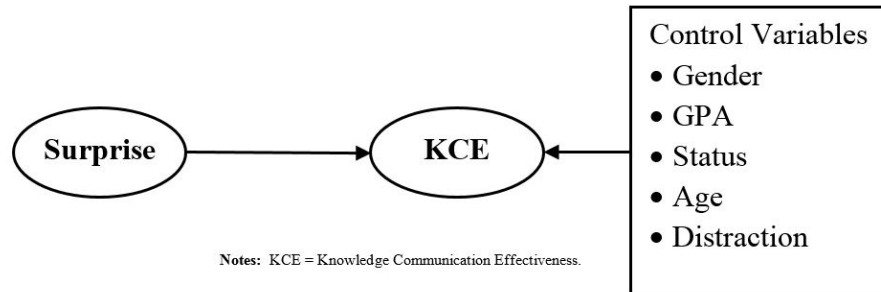 Surprise
KCE
Control Variables
• Gender
• GPA
• Status
• Age
• Distraction
Notes: KCE = Knowledge Communication Effectiveness.